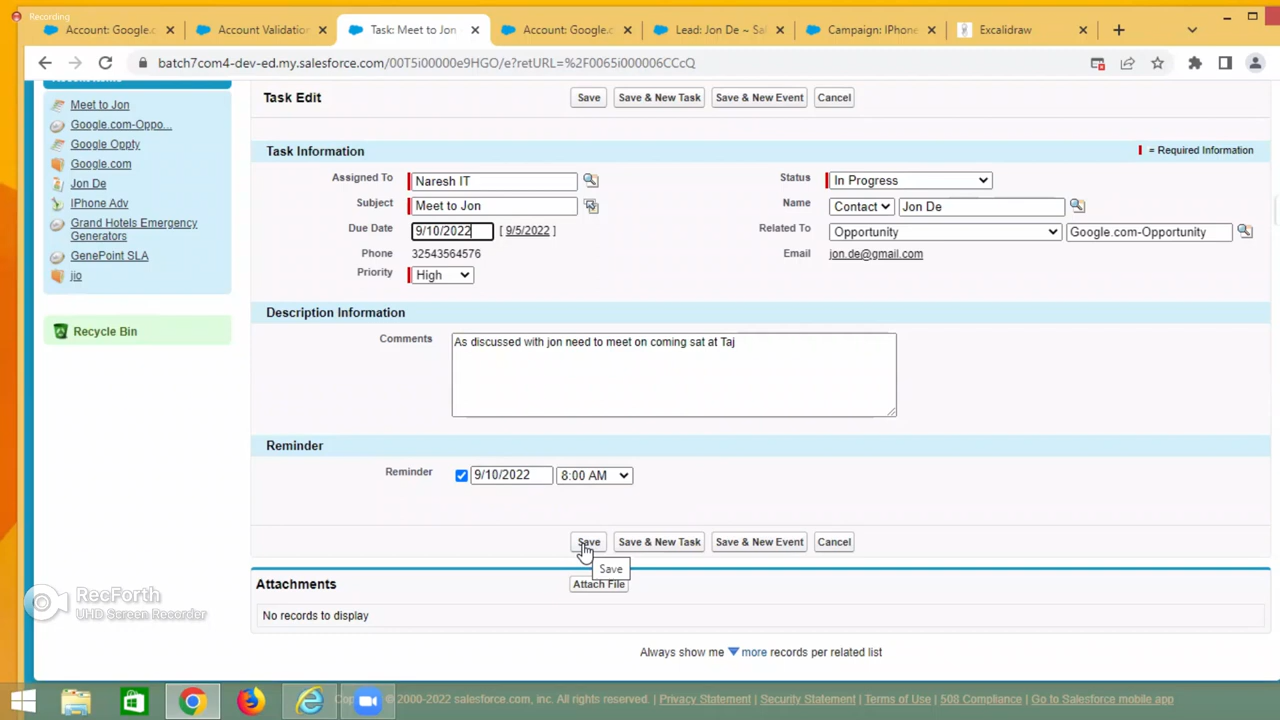 Recording
Account: Google.c
Account Validation
Task: Meet to Jon
Account: Google.c
Lead: Jon De ~ Sal
Campaign: IPhone
Excalidraw
batch7com4-dev-ed.my.salesforce.com/00T5i00000e9HGO/e?retURL=%2F0065i000006CCcQ
Meet to Jon
Google.com-Oppo...
Google Oppty
Google.com
Jon De
IPhone Adv
Grand Hotels Emergency
Generators
GenePoint SLA
jio
Recycle Bin
Task Edit
Save
Save & New Task
Save & New Event
Cancel
Task Information
= Required Information
Assigned To
Naresh IT
Status
In Progress
Subject
Meet to Jon
Name
Contact
Jon De
Due Date
9/10/2022
[ 9/5/2022 ]
Related To
Opportunity
Google.com-Opportunity
Phone
32543564576
Email
jon.de@gmail.com
Priority
High
Description Information
Comments
As discussed with jon need to meet on coming sat at Taj
Reminder
Reminder
9/10/2022
8:00 AM
Save
Save & New Task
Save & New Event
Cancel
Save
Attachments
Attach File
No records to display
RecForth
UHD Screen Recorder
Always show me
more records per related list
© 2000-2022 salesforce.com, inc. All rights reserved. | Privacy Statement | Security Statement | Terms of Use | 508 Compliance | Go to Salesforce mobile app